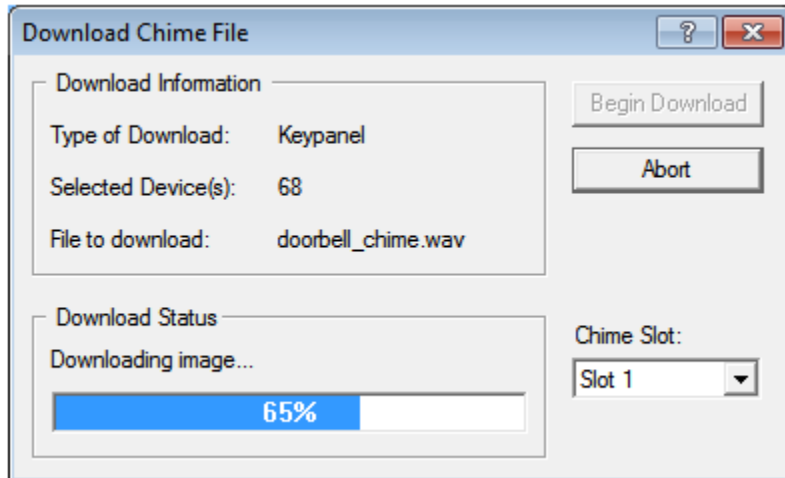 Download Chime File
Download Information
Type of Download: Keypanel
Selected Device(s): 68
File to download: doorbell_chime.wav
Begin Download
Abort
Download Status
Downloading image...
65%
Chime Slot:
Slot 1